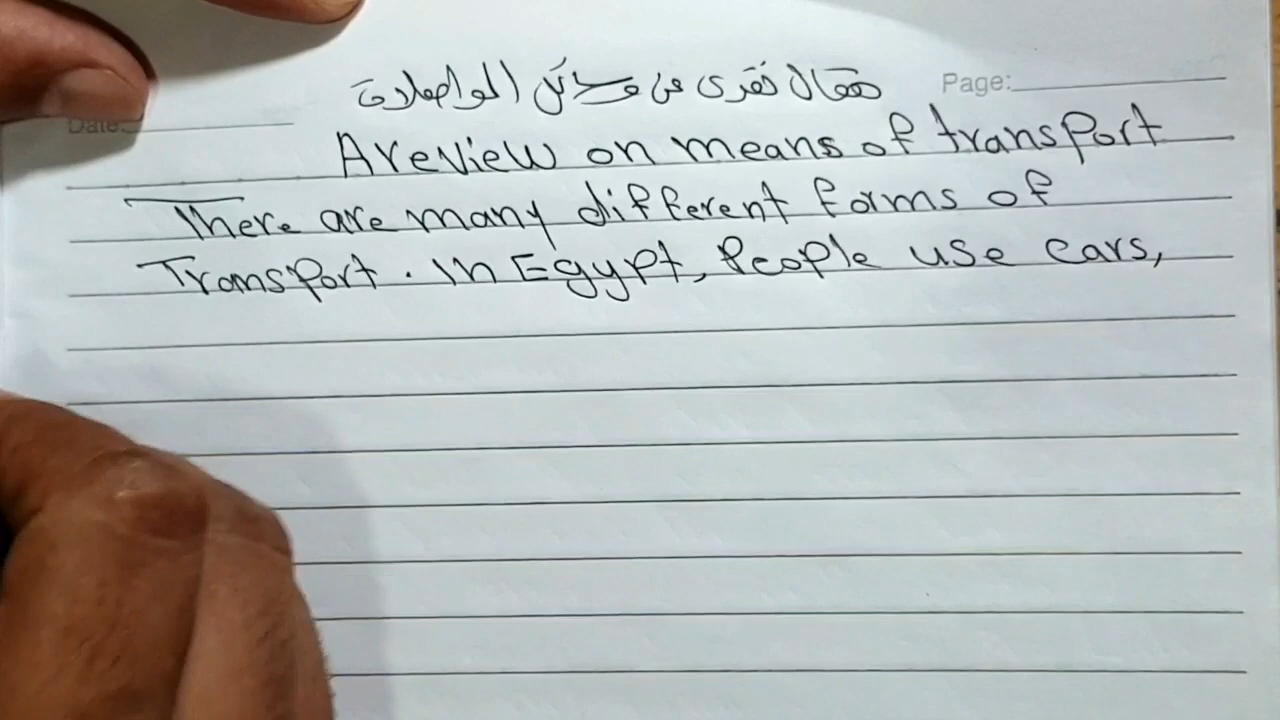 مقال نقدى عن وسائل المواصلات
Page:
Date:
A review on means of transport
There are many different forms of
Transport. In Egypt, People use cars,